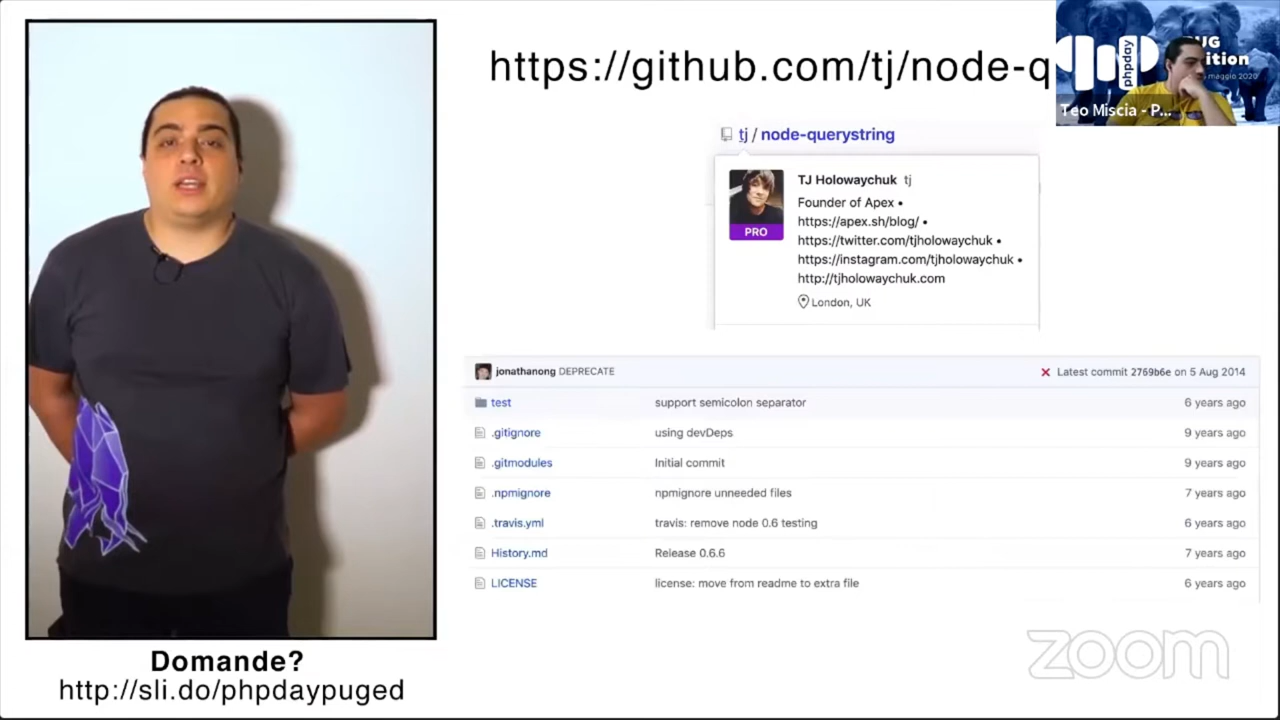 https://github.com/tj/node-q
phpday
UG
ition
maggio 2020
Teo Miscia - P...
tj / node-querystring
TJ Holowaychuk tj
Founder of Apex •
https://apex.sh/blog/ •
https://twitter.com/tjholowaychuk •
https://instagram.com/tjholowaychuk •
http://tjholowaychuk.com
London, UK
PRO
jonathanong DEPRECATE Latest commit 2769b6e on 5 Aug 2014
test support semicolon separator 6 years ago
.gitignore using devDeps 9 years ago
.gitmodules Initial commit 9 years ago
.npmignore npmignore unneeded files 7 years ago
.travis.yml travis: remove node 0.6 testing 6 years ago
History.md Release 0.6.6 7 years ago
LICENSE license: move from readme to extra file 6 years ago
Domande?
http://sli.do/phpdaypuged
zoom